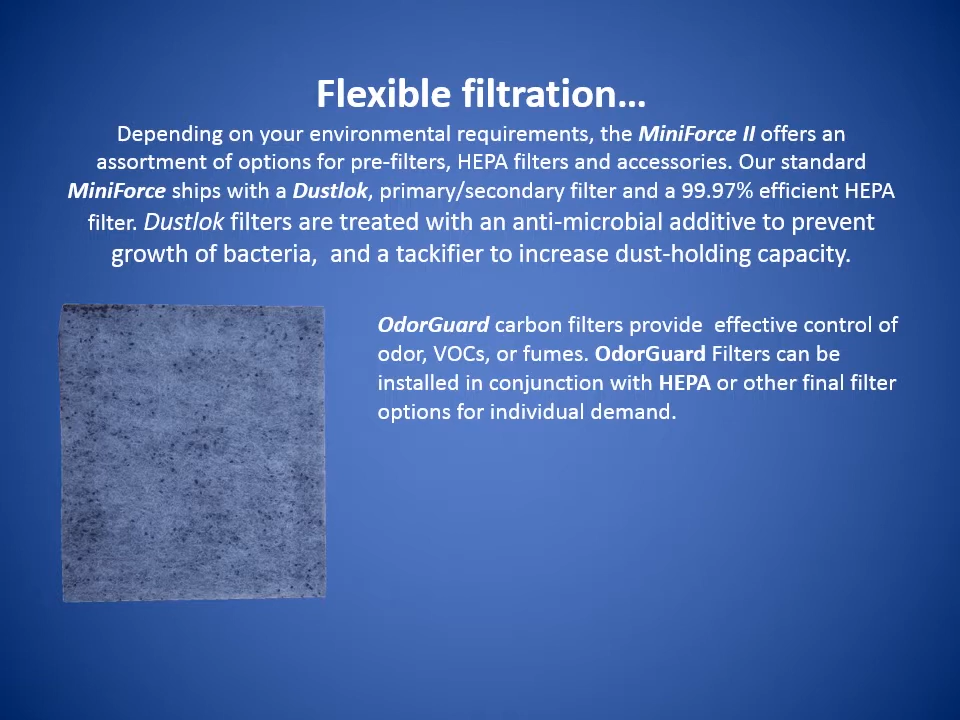 Flexible filtration…
Depending on your environmental requirements, the MiniForce II offers an
assortment of options for pre-filters, HEPA filters and accessories. Our standard
MiniForce ships with a Dustlok, primary/secondary filter and a 99.97% efficient HEPA
filter. Dustlok filters are treated with an anti-microbial additive to prevent
growth of bacteria,  and a tackifier to increase dust-holding capacity.
OdorGuard carbon filters provide  effective control of
odor, VOCs, or fumes. OdorGuard Filters can be
installed in conjunction with HEPA or other final filter
options for individual demand.